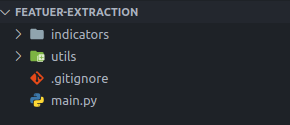 FEATUER-EXTRACTION
indicators
utils
.gitignore
main.py